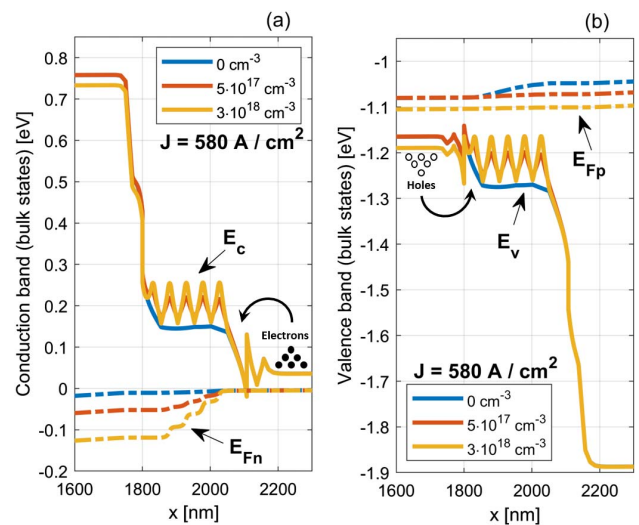 (a)
Conduction band (bulk states) [eV]
0.8
0.7
0.6
0.5
0.4
0.3
0.2
0.1
0
-0.1
-0.2
0 cm⁻³
5·10¹⁷ cm⁻³
3·10¹⁸ cm⁻³
J = 580 A / cm²
E_c
Electrons
E_Fn
1600 1800 2000 2200
x [nm]
(b)
Valence band (bulk states) [eV]
-1
-1.1
-1.2
-1.3
-1.4
-1.5
-1.6
-1.7
-1.8
-1.9
E_Fp
Holes
E_v
J = 580 A / cm²
0 cm⁻³
5·10¹⁷ cm⁻³
3·10¹⁸ cm⁻³
1600 1800 2000 2200
x [nm]